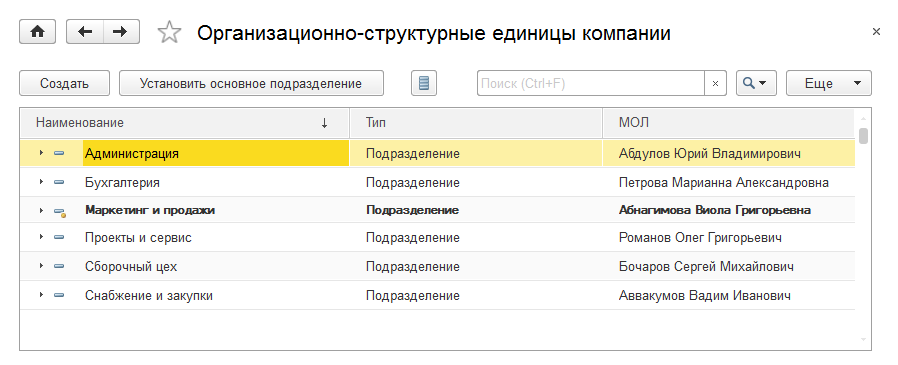 Организационно-структурные единицы компании
Создать Установить основное подразделение Поиск (Ctrl+F) Еще
Наименование Тип МОЛ
Администрация Подразделение Абдулов Юрий Владимирович
Бухгалтерия Подразделение Петрова Марианна Александровна
Маркетинг и продажи Подразделение Абнагимова Виола Григорьевна
Проекты и сервис Подразделение Романов Олег Григорьевич
Сборочный цех Подразделение Бочаров Сергей Михайлович
Снабжение и закупки Подразделение Аввакумов Вадим Иванович